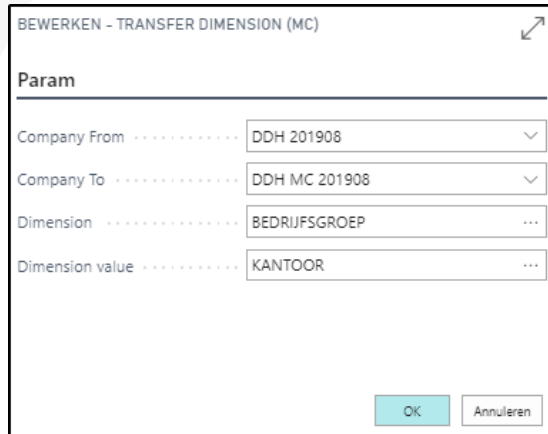 BEWERKEN - TRANSFER DIMENSION (MC)
Param
Company From DDH 201908
Company To DDH MC 201908
Dimension BEDRIJFSGROEP ...
Dimension value KANTOOR ...
OK Annuleren